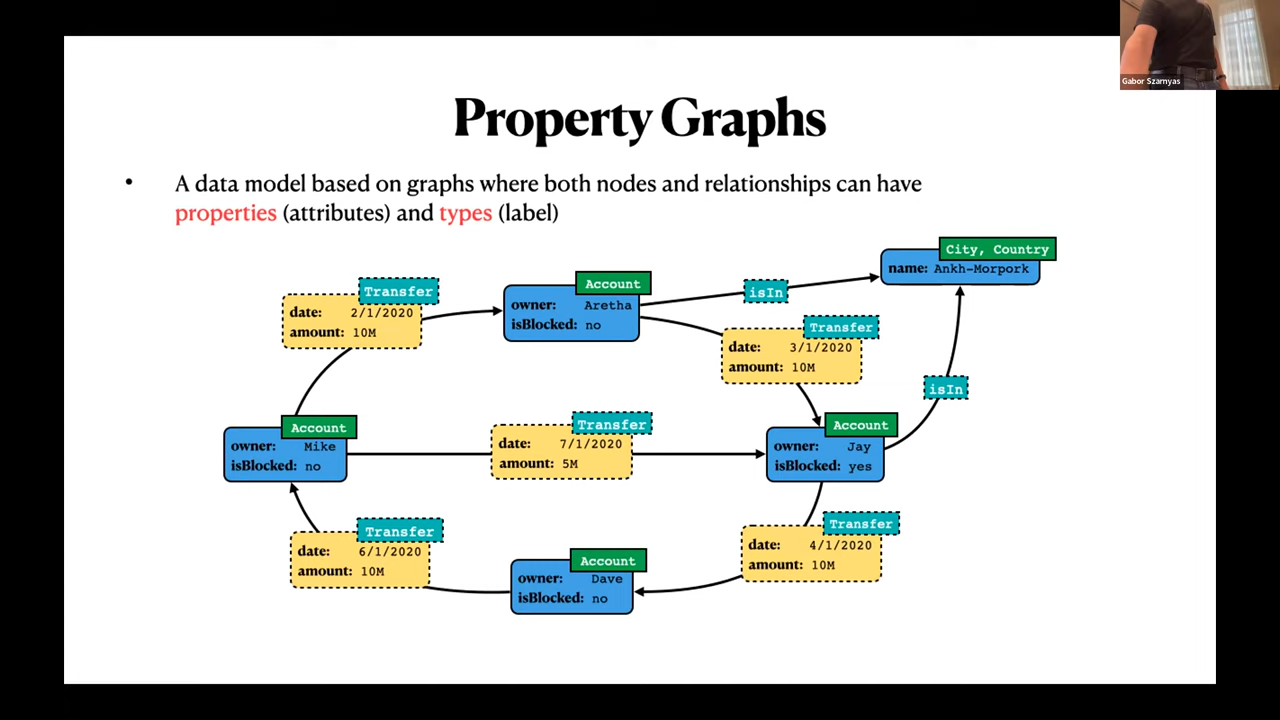 Gabor Szarnyas
Property Graphs
• A data model based on graphs where both nodes and relationships can have
properties (attributes) and types (label)
City, Country
name: Ankh-Morpork
Transfer
date: 2/1/2020
amount: 10M
Account
owner: Aretha
isBlocked: no
isIn
Transfer
date: 3/1/2020
amount: 10M
isIn
Account
owner: Mike
isBlocked: no
Transfer
date: 7/1/2020
amount: 5M
Account
owner: Jay
isBlocked: yes
Transfer
date: 6/1/2020
amount: 10M
Account
owner: Dave
isBlocked: no
Transfer
date: 4/1/2020
amount: 10M